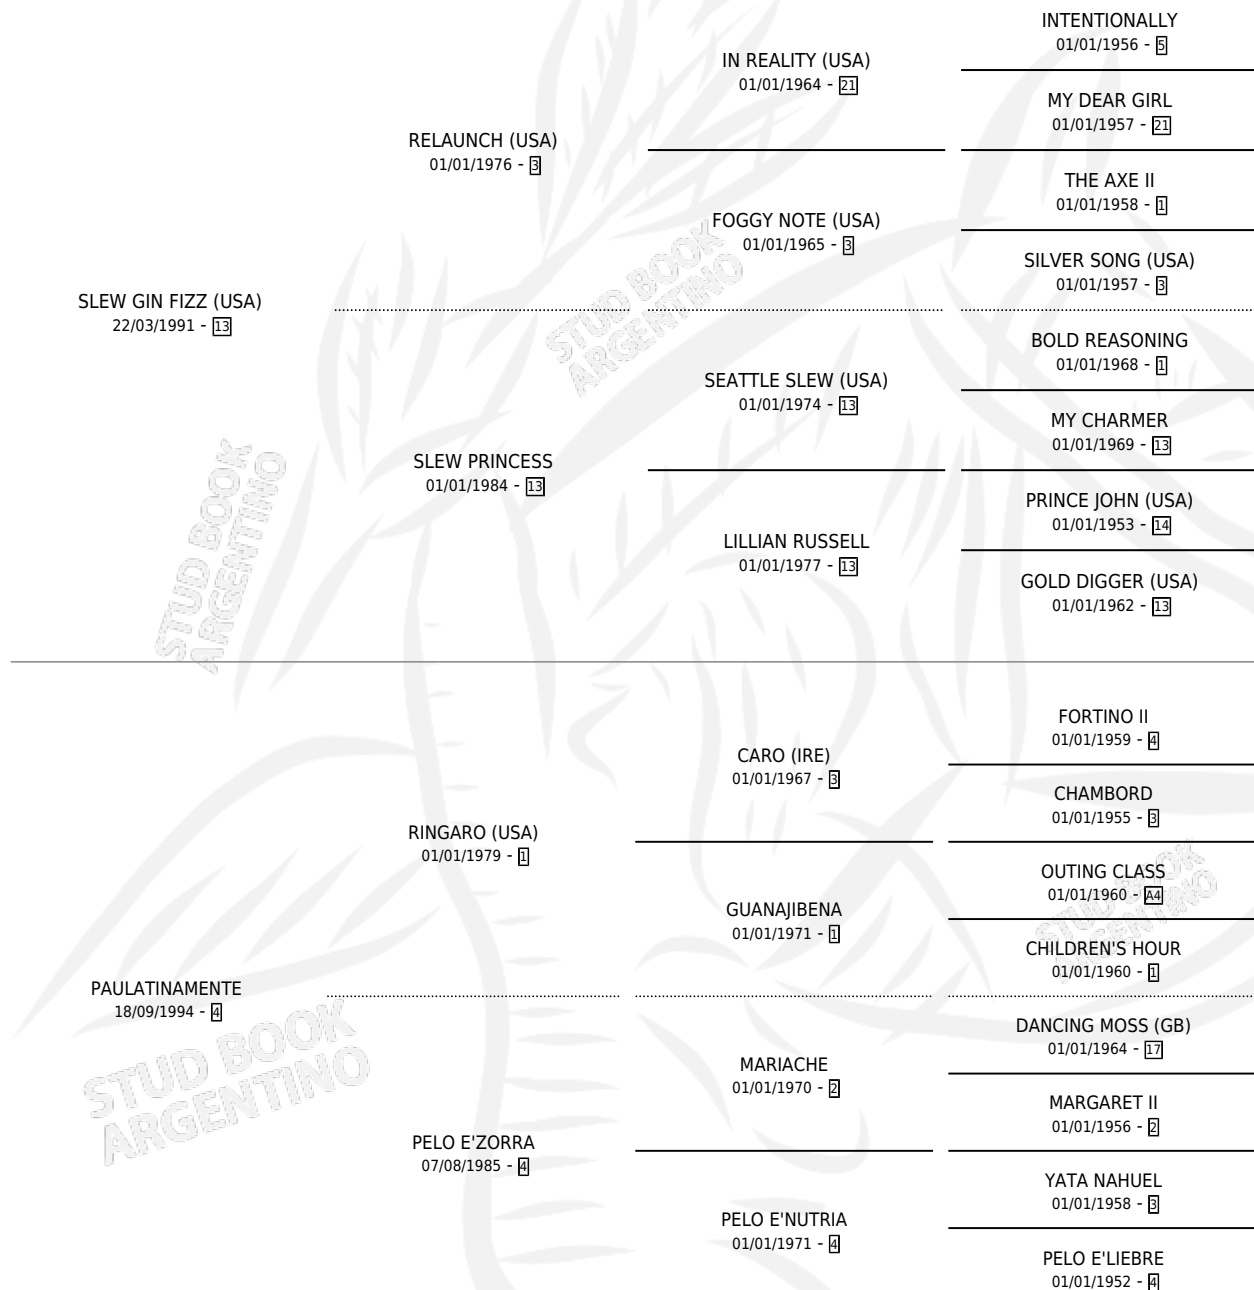 INTENTIONALLY
01/01/1956 - 5
IN REALITY (USA)
01/01/1964 - 21
MY DEAR GIRL
01/01/1957 - 21
RELAUNCH (USA)
01/01/1976 - 3
THE AXE II
01/01/1958 - 1
FOGGY NOTE (USA)
01/01/1965 - 3
SILVER SONG (USA)
01/01/1957 - 3
SLEW GIN FIZZ (USA)
22/03/1991 - 13
BOLD REASONING
01/01/1968 - 1
SEATTLE SLEW (USA)
01/01/1974 - 13
MY CHARMER
01/01/1969 - 13
SLEW PRINCESS
01/01/1984 - 13
PRINCE JOHN (USA)
01/01/1953 - 14
LILLIAN RUSSELL
01/01/1977 - 13
GOLD DIGGER (USA)
01/01/1962 - 13
FORTINO II
01/01/1959 - 4
CARO (IRE)
01/01/1967 - 3
CHAMBORD
01/01/1955 - 3
RINGARO (USA)
01/01/1979 - 1
OUTING CLASS
01/01/1960 - A4
GUANAJIBENA
01/01/1971 - 1
CHILDREN'S HOUR
01/01/1960 - 1
PAULATINAMENTE
18/09/1994 - 4
DANCING MOSS (GB)
01/01/1964 - 17
MARIACHE
01/01/1970 - 2
MARGARET II
01/01/1956 - 2
PELO E'ZORRA
07/08/1985 - 4
YATA NAHUEL
01/01/1958 - 3
PELO E'NUTRIA
01/01/1971 - 4
PELO E'LIEBRE
01/01/1952 - 4
STUD BOOK
ARGENTINO
STUD BOOK
ARGENTINO
STUD BOOK
ARGENTINO
STUD BOOK
ARGENTINO